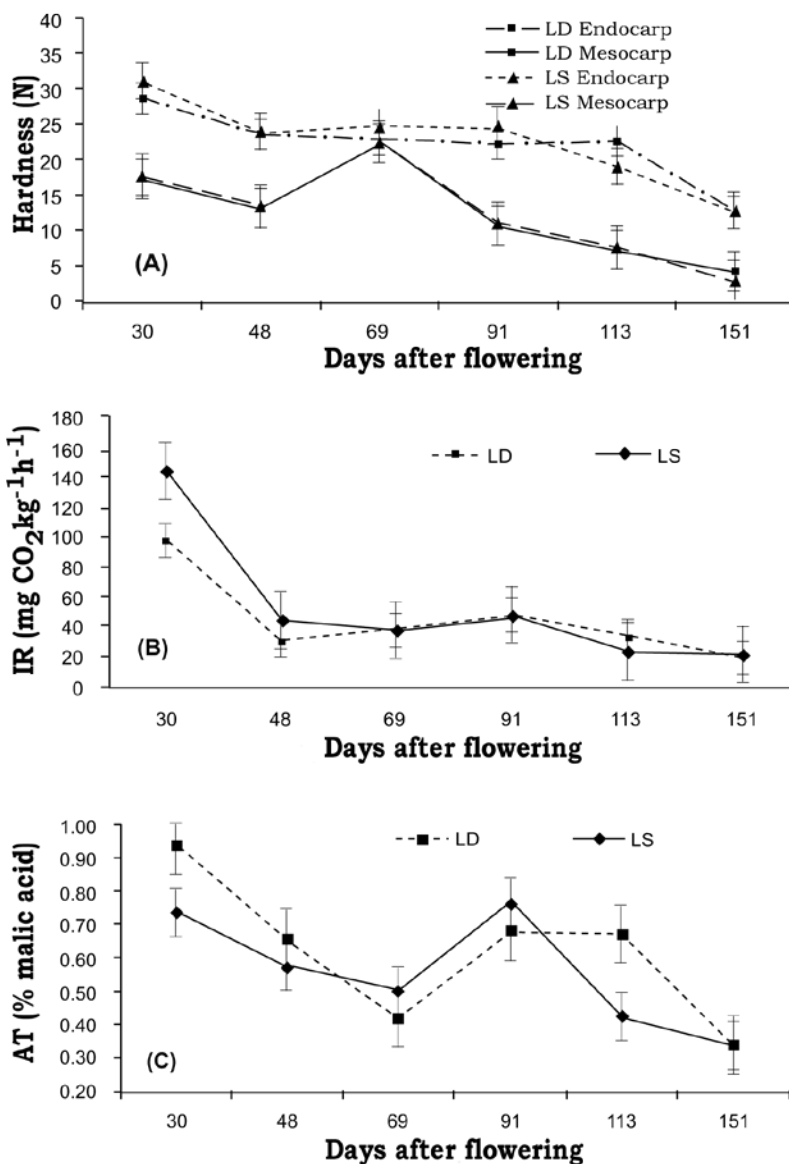 40
35
30
25
20
15
10
5
0
Hardness (N)
LD Endocarp
LD Mesocarp
LS Endocarp
LS Mesocarp
(A)
30 48 69 91 113 151
Days after flowering
180
160
140
120
100
80
60
40
20
0
IR (mg CO₂kg⁻¹h⁻¹)
LD LS
(B)
30 48 69 91 113 151
Days after flowering
1.00
0.90
0.80
0.70
0.60
0.50
0.40
0.30
0.20
AT (% malic acid)
LD LS
(C)
30 48 69 91 113 151
Days after flowering